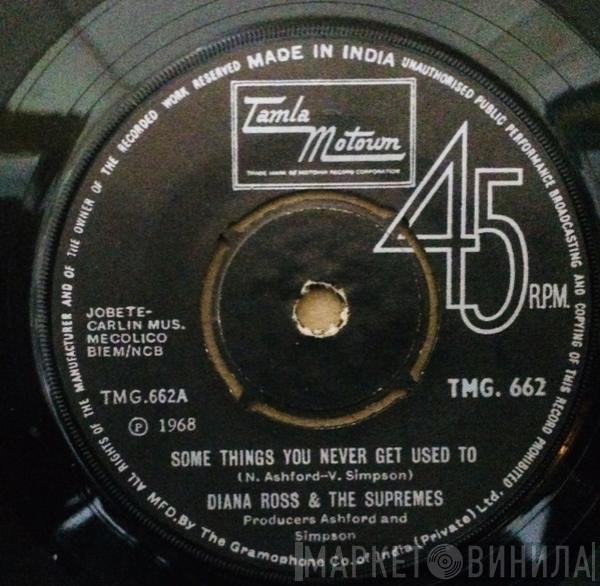 MFD. By The Gramophone Co. of India (Private) Ltd. ALL RIGHTS OF THE MANUFACTURER AND OF THE OWNER OF THE RECORDED WORK RESERVED MADE IN INDIA UNAUTHORISED PUBLIC PERFORMANCE BROADCASTING AND COPYING OF THIS RECORD PROHIBITED
Tamla
Motown
TRADE MARK OF MOTOWN RECORD CORPORATION
45
R.P.M.
JOBETE-
CARLIN MUS.
MECOLICO
BIEM/NCB
TMG.662A
Ⓟ 1968
TMG. 662
SOME THINGS YOU NEVER GET USED TO
(N. Ashford-V. Simpson)
DIANA ROSS & THE SUPREMES
Producers Ashford and
Simpson
МАРКЕТ ВИНИЛА